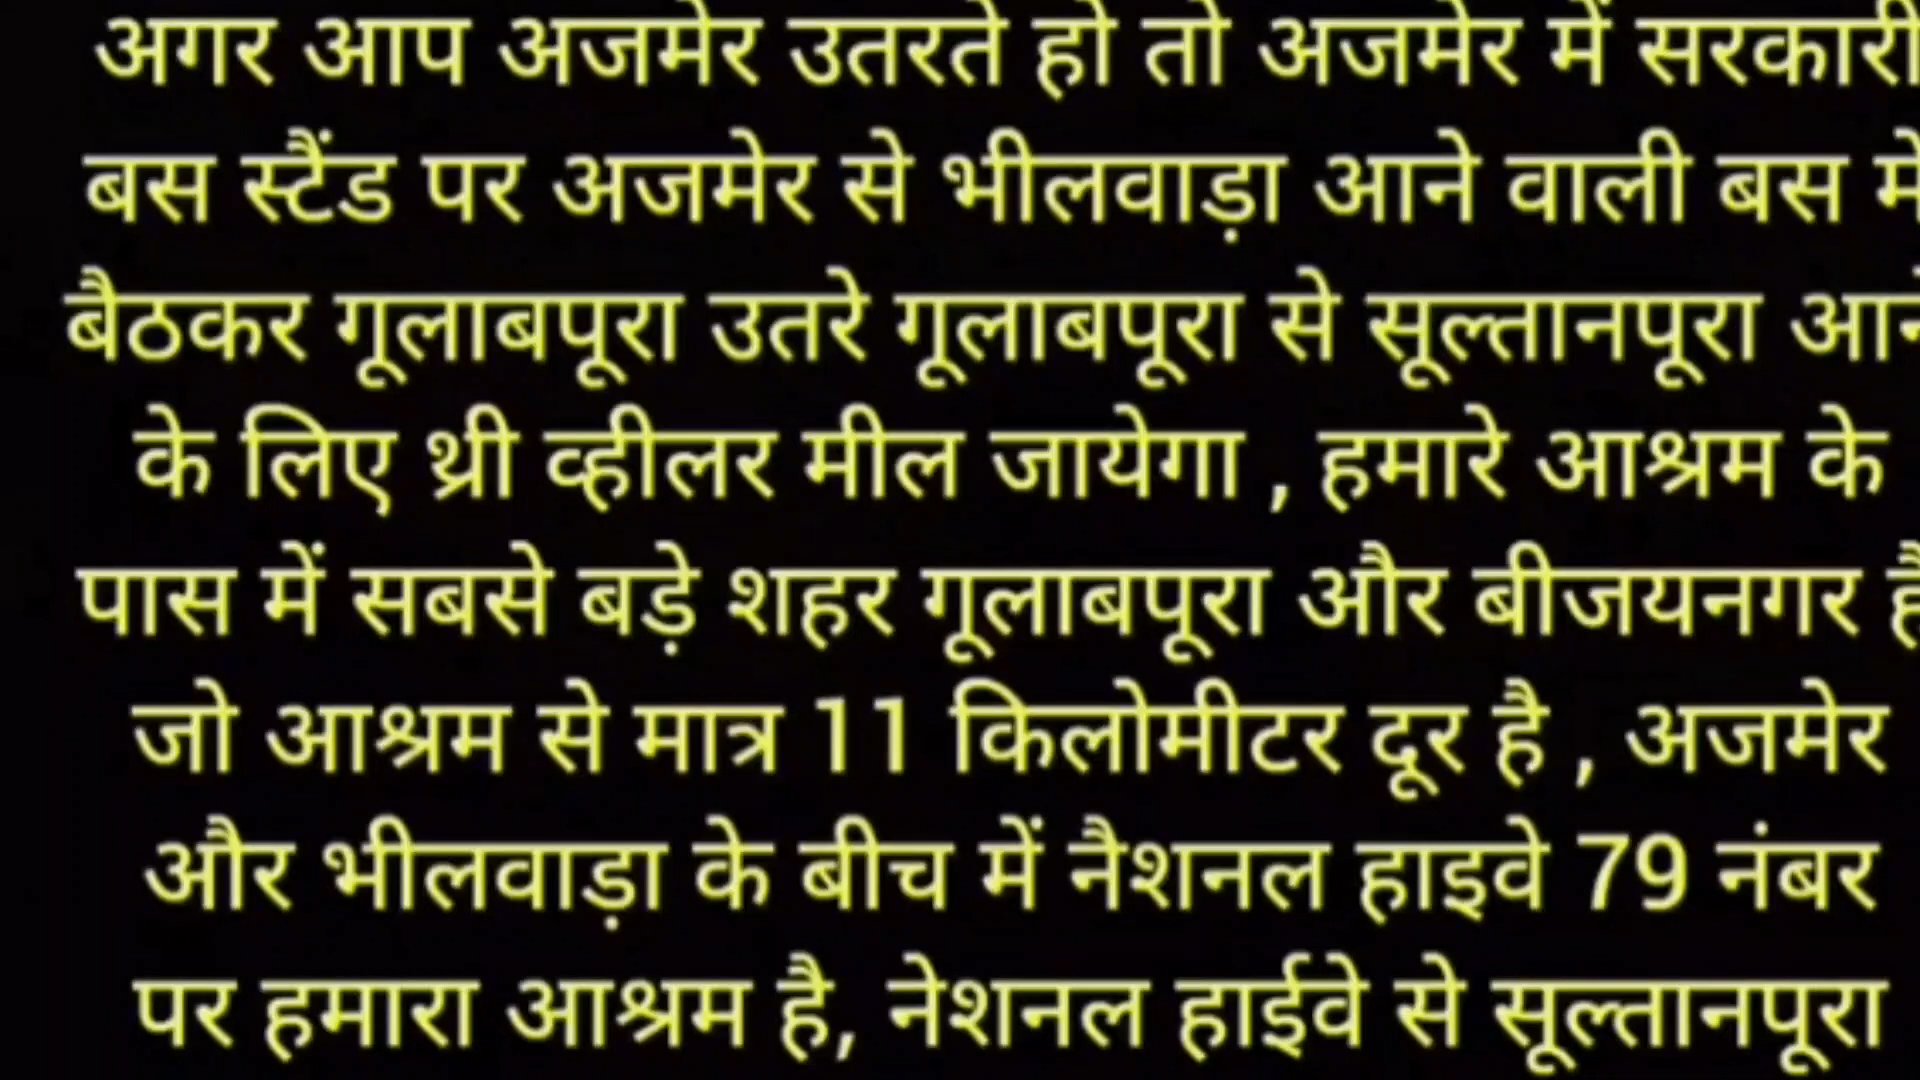 अगर आप अजमेर उतरते हो तो अजमेर में सरकारी
बस स्टैंड पर अजमेर से भीलवाड़ा आने वाली बस मे
बैठकर गूलाबपूरा उतरे गूलाबपूरा से सूल्तानपूरा आने
के लिए थ्री व्हीलर मील जायेगा , हमारे आश्रम के
पास में सबसे बड़े शहर गूलाबपूरा और बीजयनगर है
जो आश्रम से मात्र 11 किलोमीटर दूर है , अजमेर
और भीलवाड़ा के बीच में नैशनल हाइवे 79 नंबर
पर हमारा आश्रम है, नेशनल हाईवे से सूल्तानपूरा